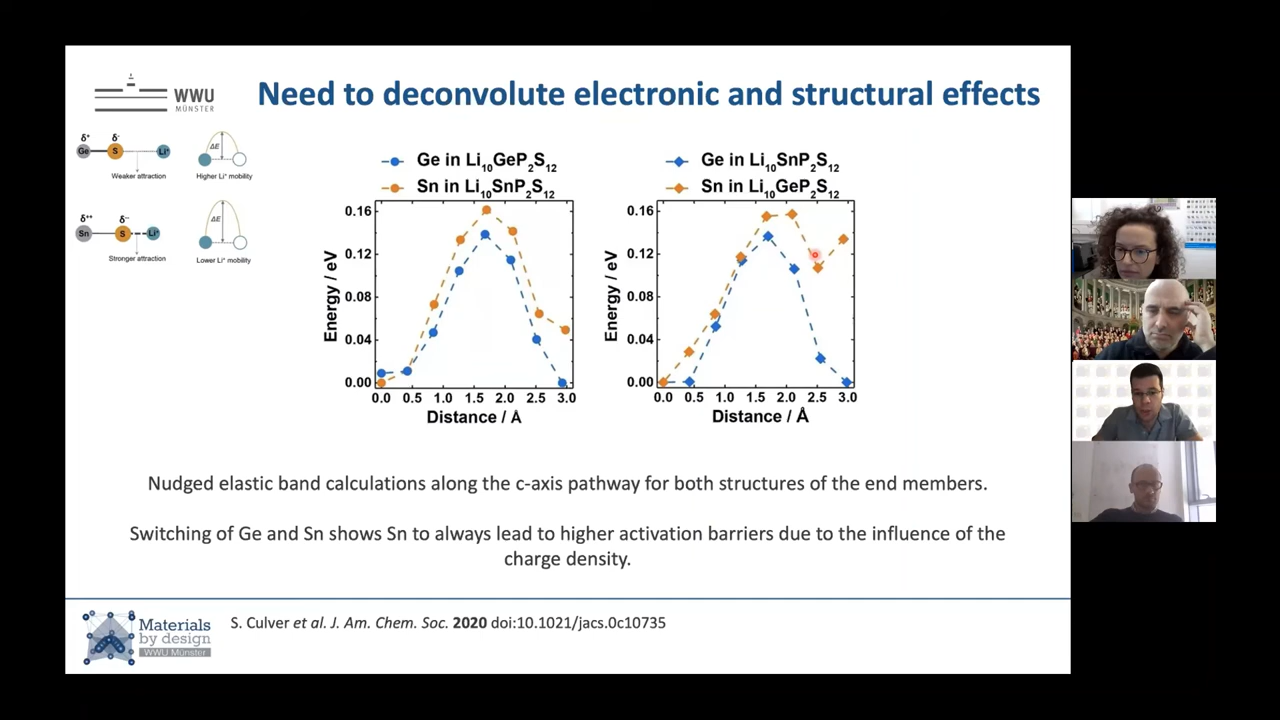 WWU
MÜNSTER
Need to deconvolute electronic and structural effects
δ+ δ-
Ge S Li+
Weaker attraction
ΔE
Higher Li+ mobility
δ++ δ--
Sn S Li+
Stronger attraction
ΔE
Lower Li+ mobility
Ge in Li10GeP2S12
Sn in Li10SnP2S12
0.16
0.12
0.08
0.04
0.00
Energy / eV
0.0 0.5 1.0 1.5 2.0 2.5 3.0
Distance / Å
Ge in Li10SnP2S12
Sn in Li10GeP2S12
0.16
0.12
0.08
0.04
0.00
Energy / eV
0.0 0.5 1.0 1.5 2.0 2.5 3.0
Distance / Å
Nudged elastic band calculations along the c-axis pathway for both structures of the end members.
Switching of Ge and Sn shows Sn to always lead to higher activation barriers due to the influence of the
charge density.
Materials
by design
WWU Münster
S. Culver et al. J. Am. Chem. Soc. 2020 doi:10.1021/jacs.0c10735